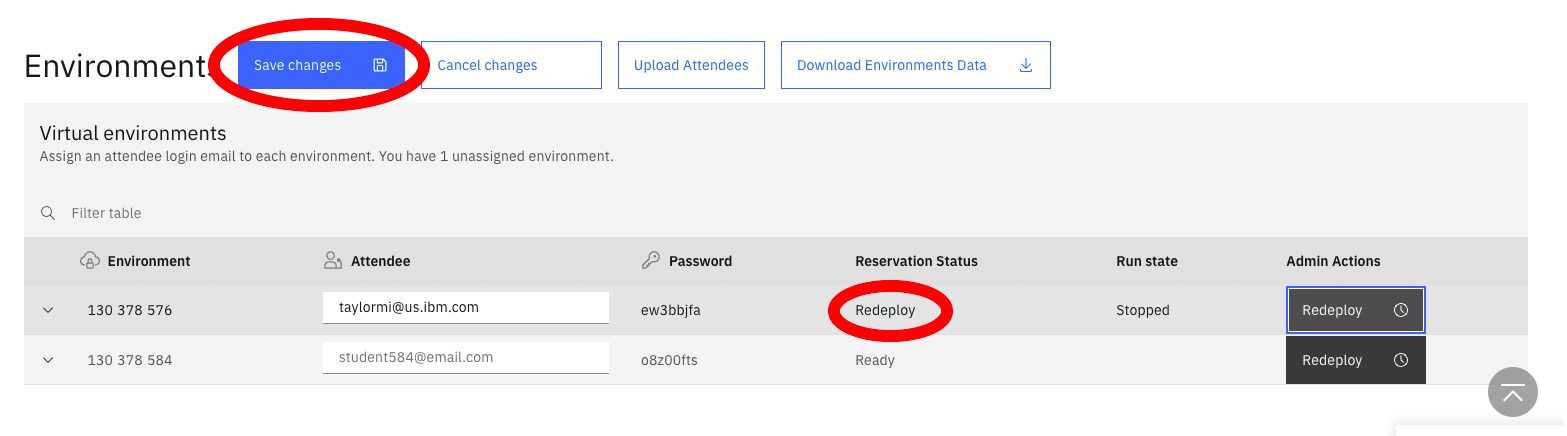 Environments Save changes Cancel changes Upload Attendees Download Environments Data
Virtual environments
Assign an attendee login email to each environment. You have 1 unassigned environment.
Filter table
Environment Attendee Password Reservation Status Run state Admin Actions
130 378 576 taylormi@us.ibm.com ew3bbjfa Redeploy Stopped Redeploy
130 378 584 student584@email.com o8z00fts Ready Redeploy